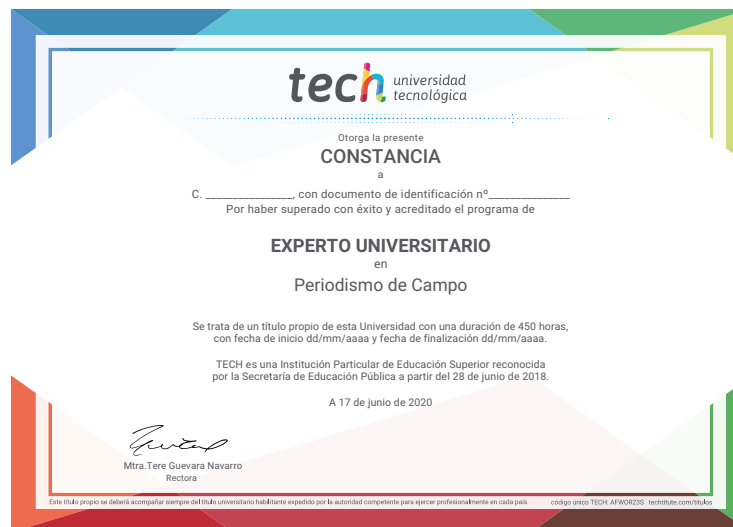 tech universidad
tecnológica
Otorga la presente
CONSTANCIA
a
C. ________________, con documento de identificación nº_______________
Por haber superado con éxito y acreditado el programa de
EXPERTO UNIVERSITARIO
en
Periodismo de Campo
Se trata de un título propio de esta Universidad con una duración de 450 horas,
con fecha de inicio dd/mm/aaaa y fecha de finalización dd/mm/aaaa.
TECH es una Institución Particular de Educación Superior reconocida
por la Secretaría de Educación Pública a partir del 28 de junio de 2018.
A 17 de junio de 2020
Mtra.Tere Guevara Navarro
Rectora
Este título propio se deberá acompañar siempre del título universitario habilitante expedido por la autoridad competente para ejercer profesionalmente en cada país. código único TECH: AFWOR23S techtitute.com/titulos